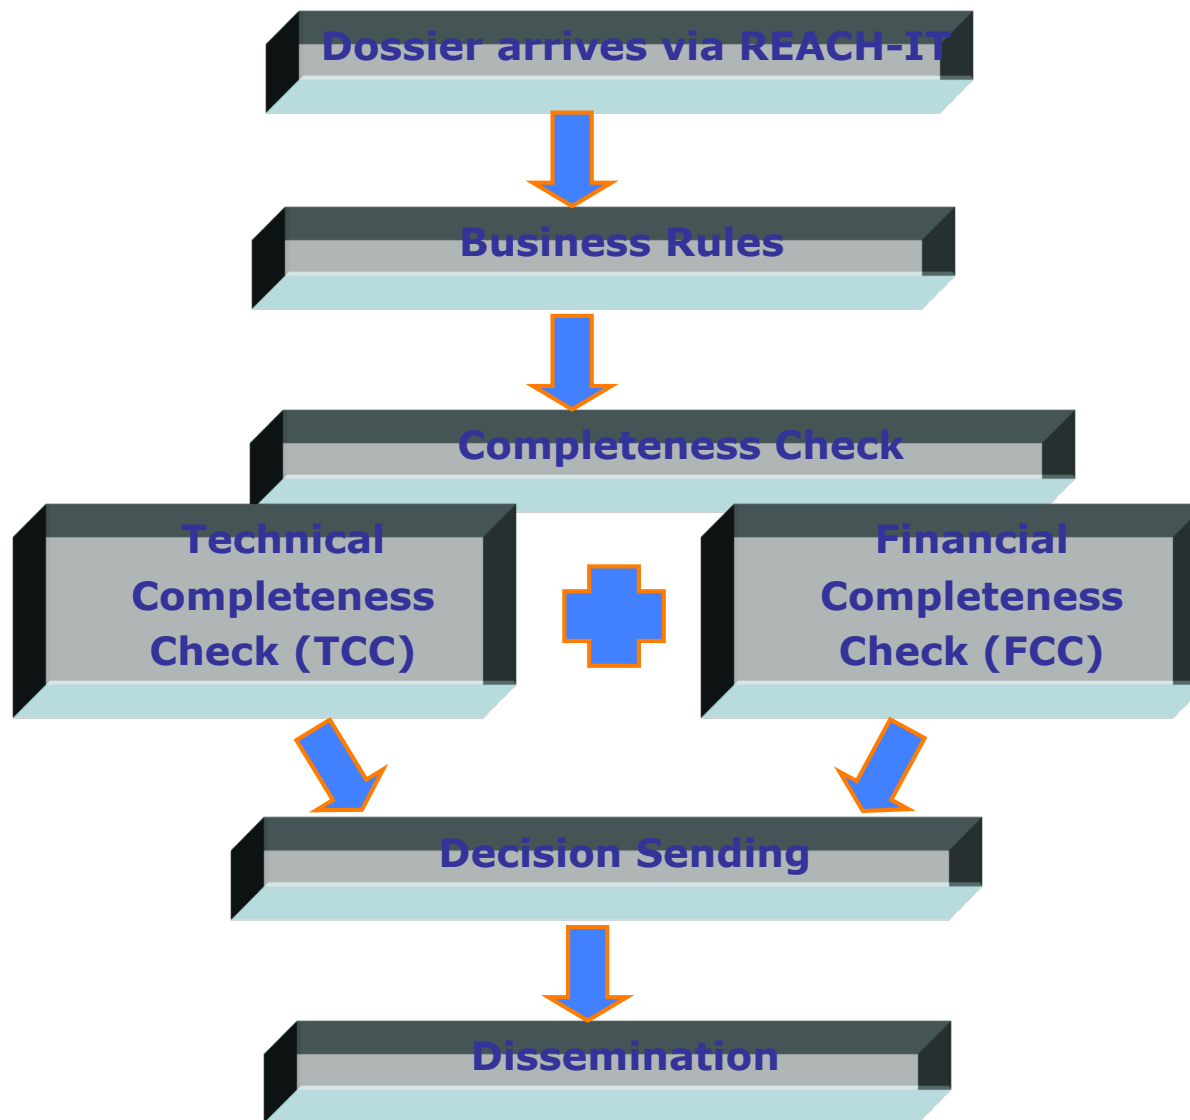 Dossier arrives via REACH-IT
Business Rules
Completeness Check
Technical
Completeness
Check (TCC)
Financial
Completeness
Check (FCC)
Decision Sending
Dissemination